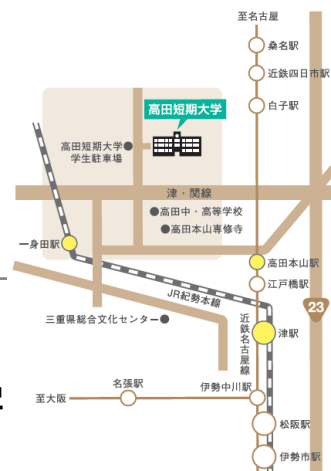 至名古屋
桑名駅
近鉄四日市駅
白子駅
高田短期大学
高田短期大学
学生駐車場
津・関線
高田中・高等学校
高田本山専修寺
一身田駅
高田本山駅
江戸橋駅
JR紀勢本線
23
三重県総合文化センター
近鉄名古屋線
津駅
名張駅
伊勢中川駅
至大阪
松阪駅
伊勢市駅